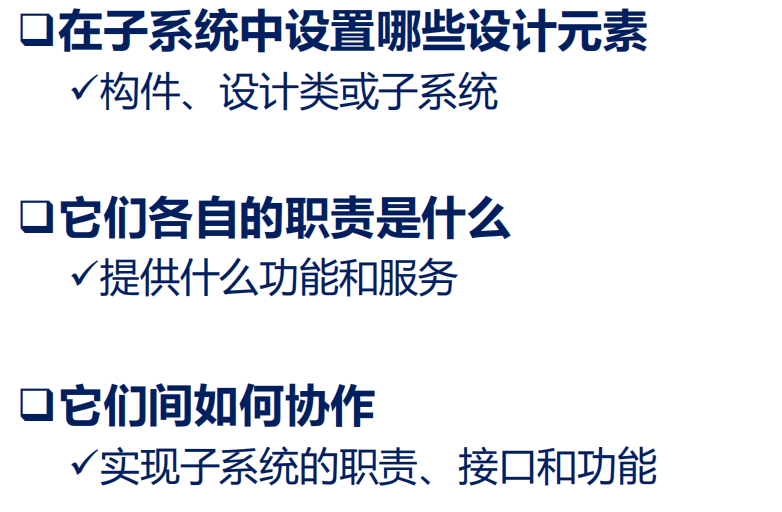 ❑在子系统中设置哪些设计元素
✓构件、设计类或子系统
❑它们各自的职责是什么
✓提供什么功能和服务
❑它们间如何协作
✓实现子系统的职责、接口和功能